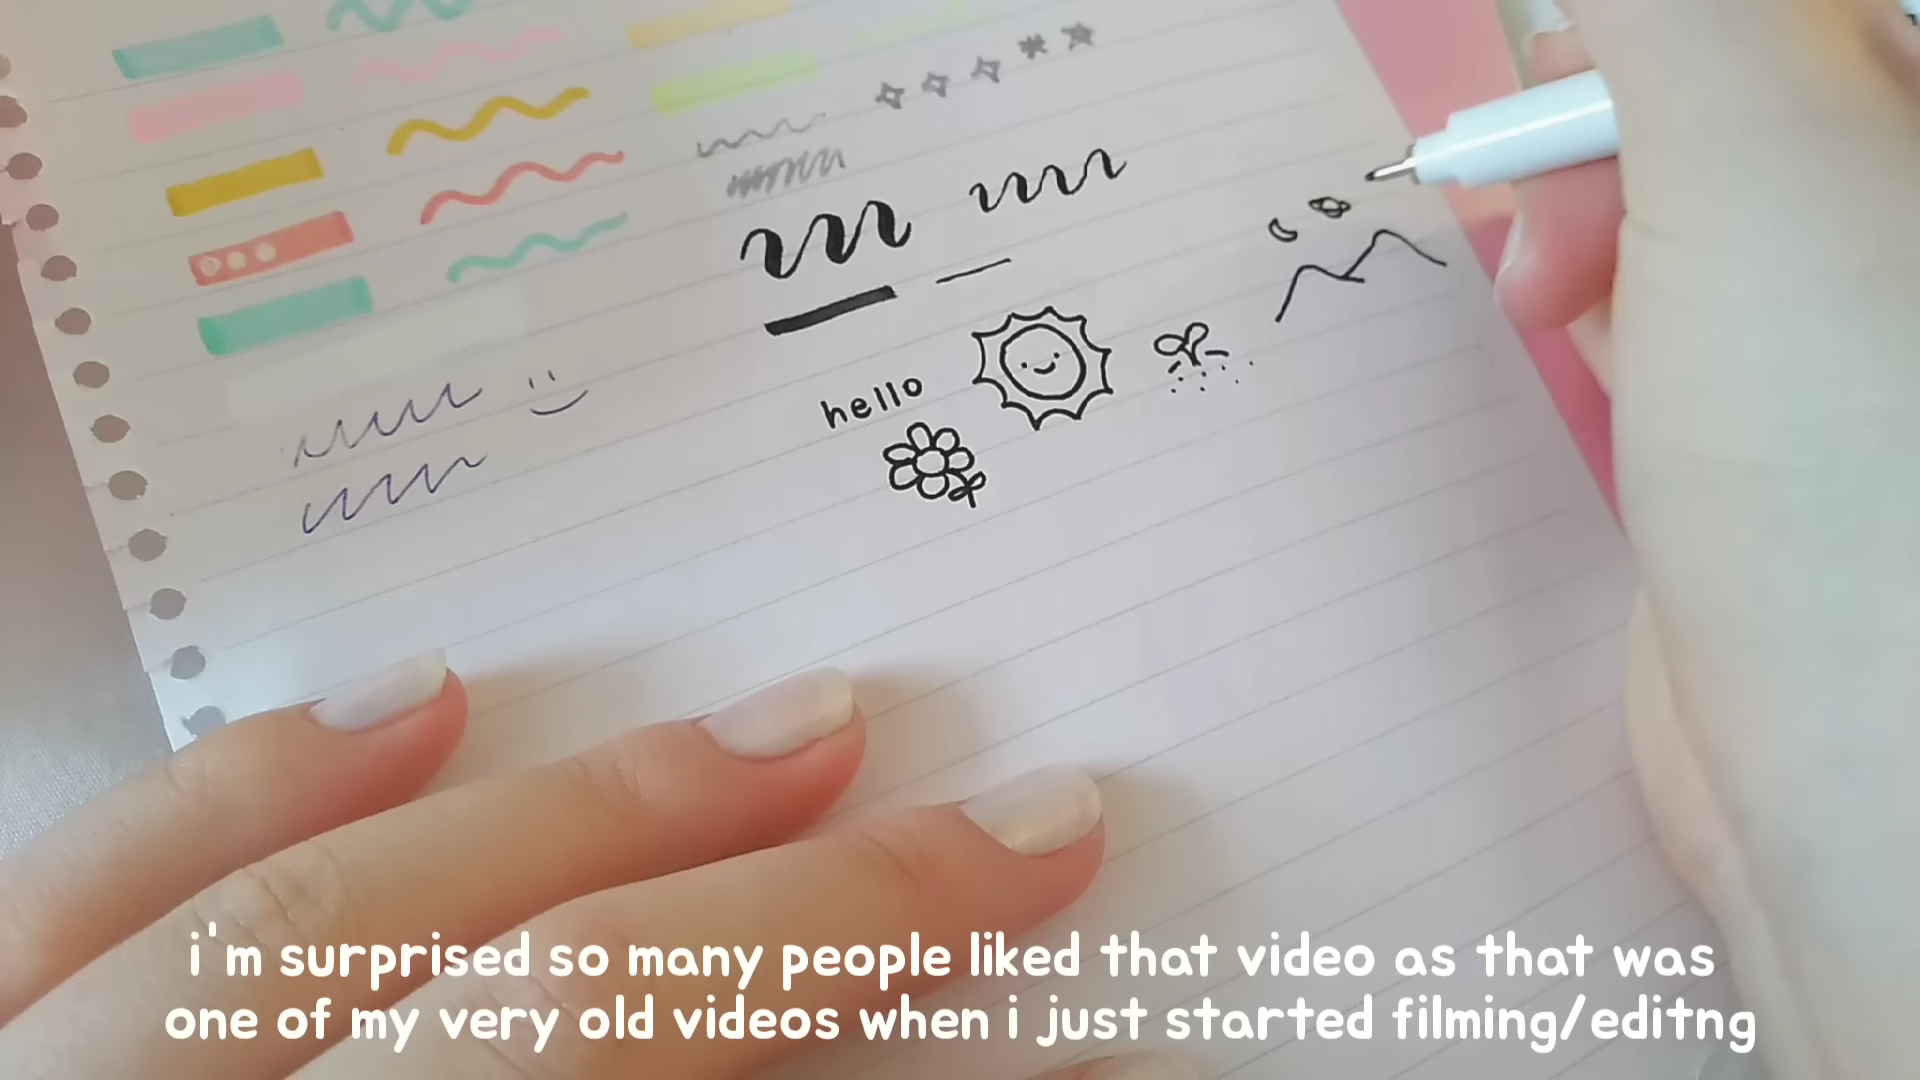 hello
i'm surprised so many people liked that video as that was
one of my very old videos when i just started filming/editng